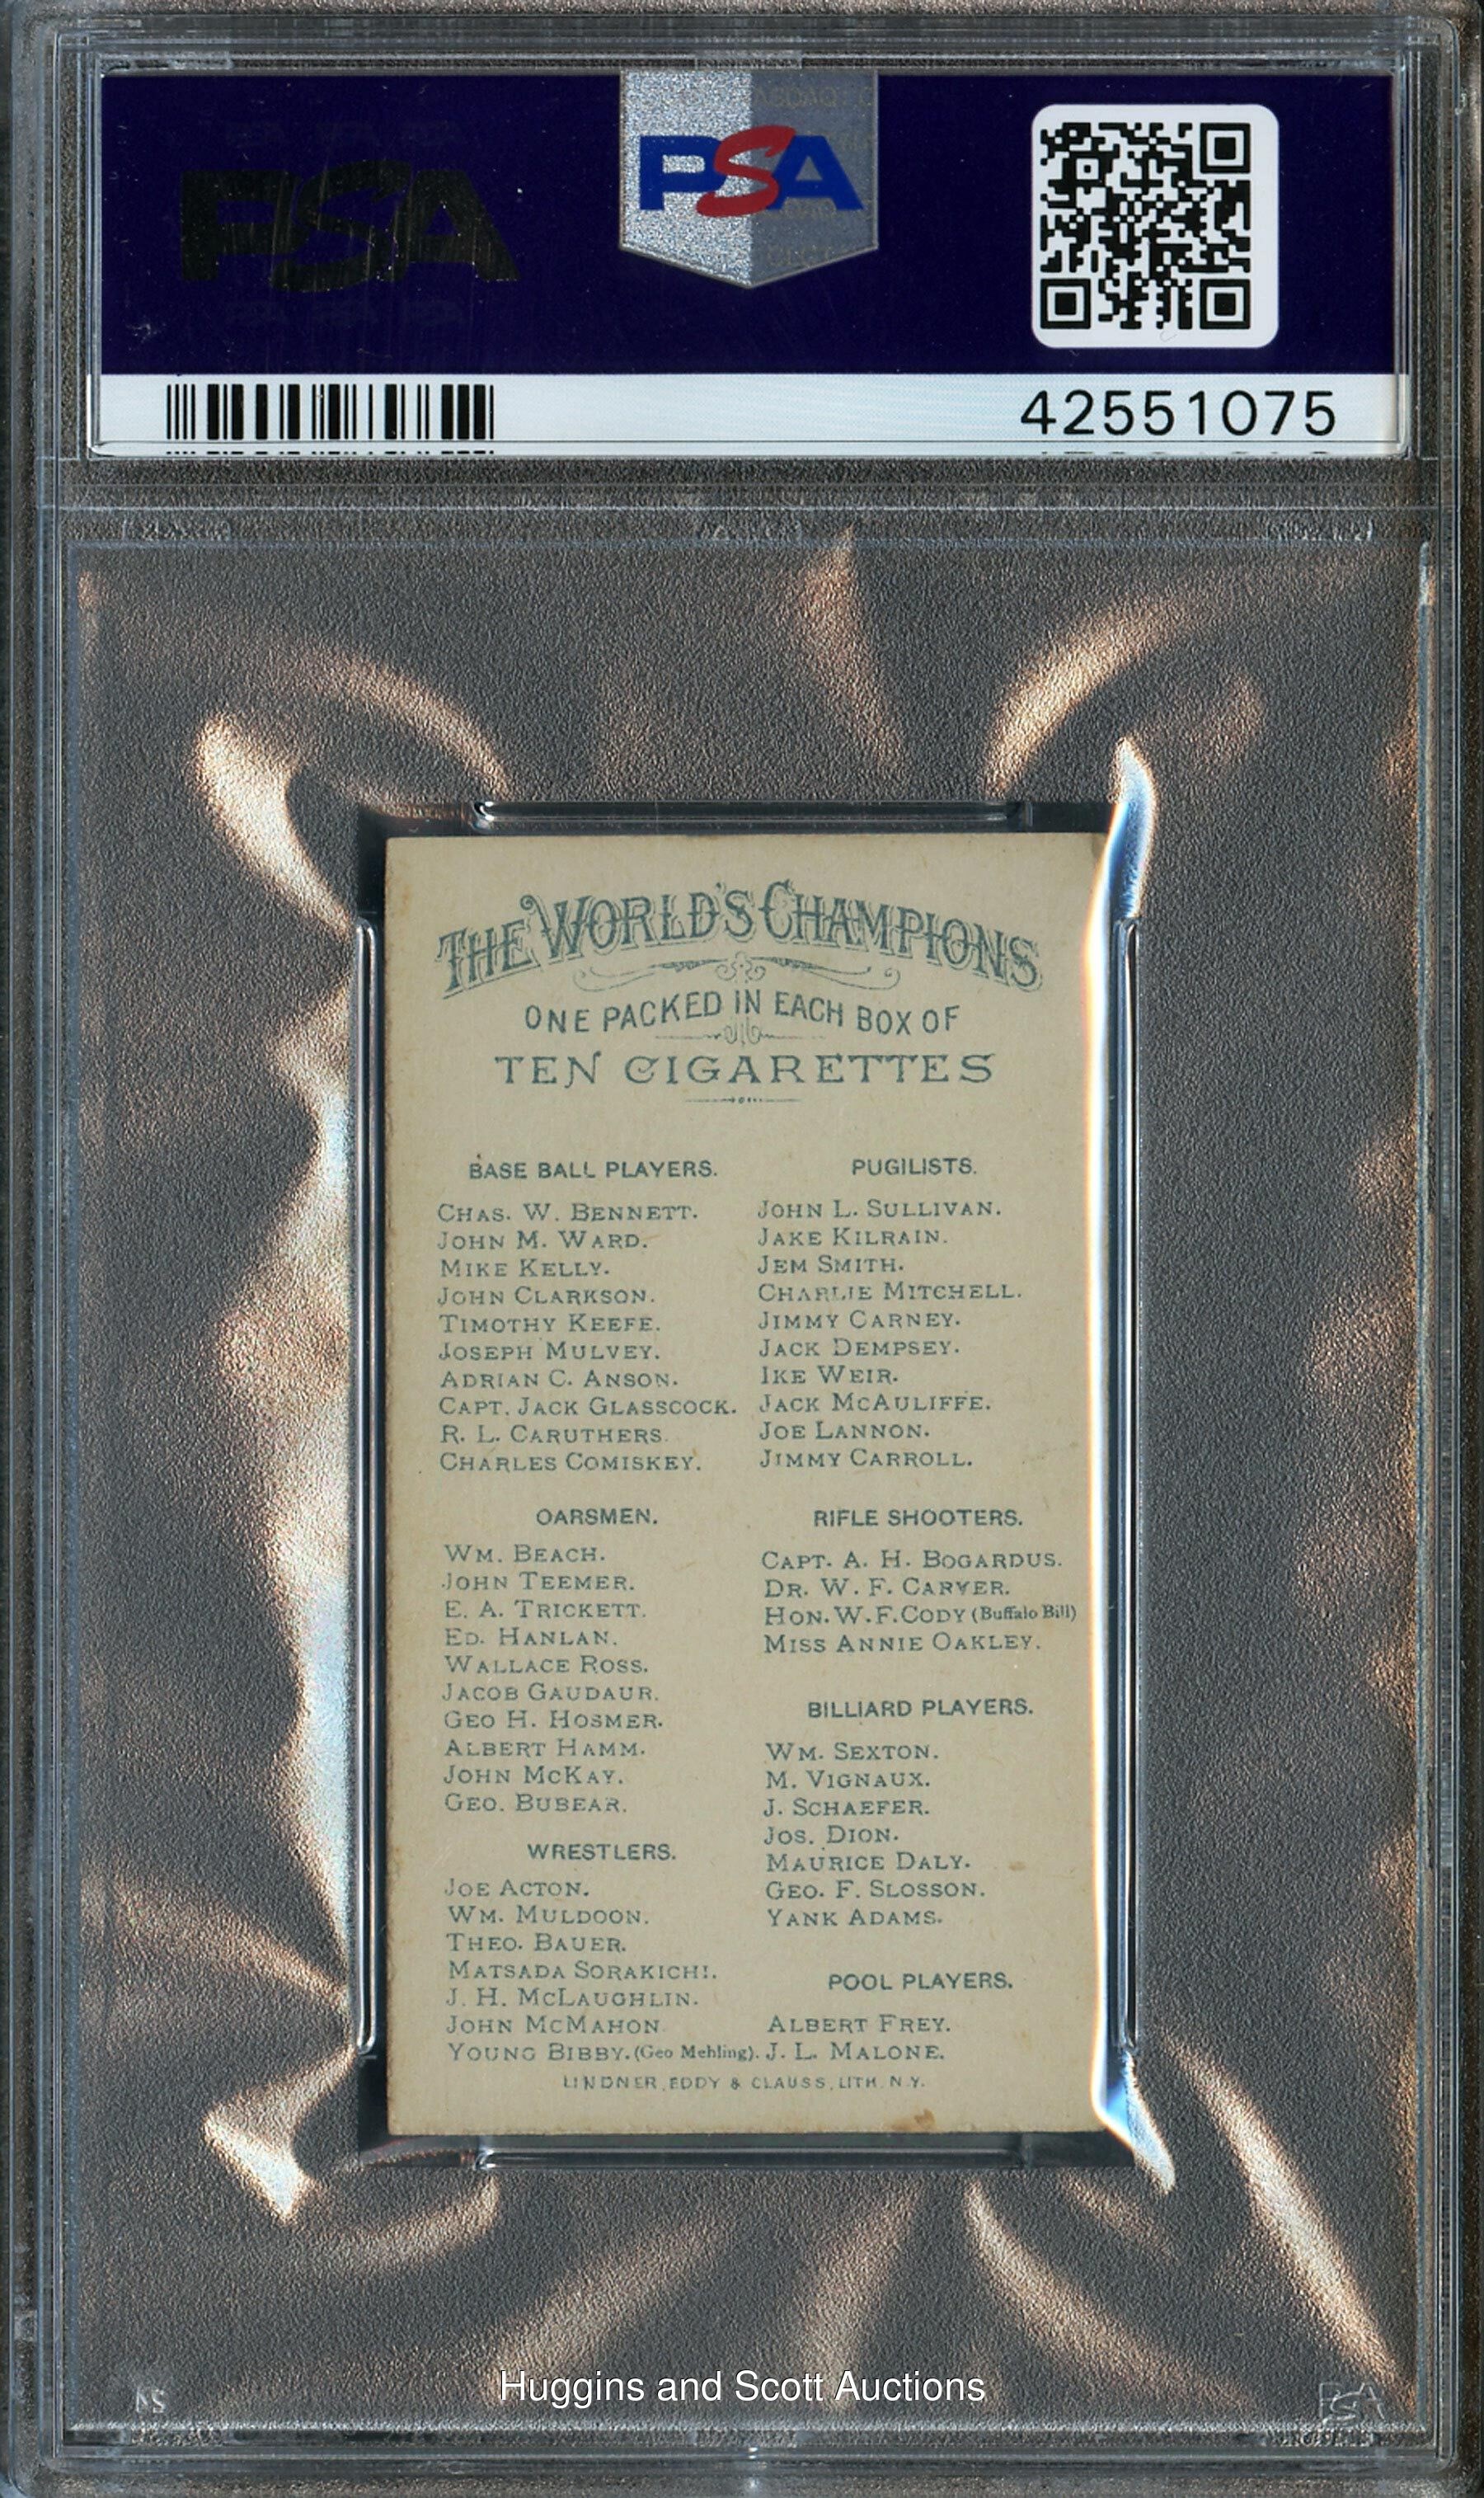 PSA
PSA
42551075
THE WORLD'S CHAMPIONS
ONE PACKED IN EACH BOX OF
TEN CIGARETTES
BASE BALL PLAYERS.
CHAS. W. BENNETT.
JOHN M. WARD.
MIKE KELLY.
JOHN CLARKSON.
TIMOTHY KEEFE.
JOSEPH MULVEY.
ADRIAN C. ANSON.
CAPT. JACK GLASSCOCK.
R. L. CARUTHERS.
CHARLES COMISKEY.
OARSMEN.
WM. BEACH.
JOHN TEEMER.
E. A. TRICKETT.
ED. HANLAN.
WALLACE ROSS.
JACOB GAUDAUR.
GEO H. HOSMER.
ALBERT HAMM.
JOHN McKAY.
GEO. BUBEAR.
WRESTLERS.
JOE ACTON.
WM. MULDOON.
THEO. BAUER.
MATSADA SORAKICHI.
J. H. McLAUGHLIN.
JOHN McMAHON
YOUNG BIBBY. (Geo Mehling).
PUGILISTS.
JOHN L. SULLIVAN.
JAKE KILRAIN.
JEM SMITH.
CHARLIE MITCHELL.
JIMMY CARNEY.
JACK DEMPSEY.
IKE WEIR.
JACK McAULIFFE.
JOE LANNON.
JIMMY CARROLL.
RIFLE SHOOTERS.
CAPT. A. H. BOGARDUS.
DR. W. F. CARVER.
HON. W. F. CODY (Buffalo Bill)
MISS ANNIE OAKLEY.
BILLIARD PLAYERS.
WM. SEXTON.
M. VIGNAUX.
J. SCHAEFER.
JOS. DION.
MAURICE DALY.
GEO. F. SLOSSON.
YANK ADAMS.
POOL PLAYERS.
ALBERT FREY.
J. L. MALONE.
LINDNER, EDDY & CLAUSS, LITH. N.Y.
Huggins and Scott Auctions
PSA